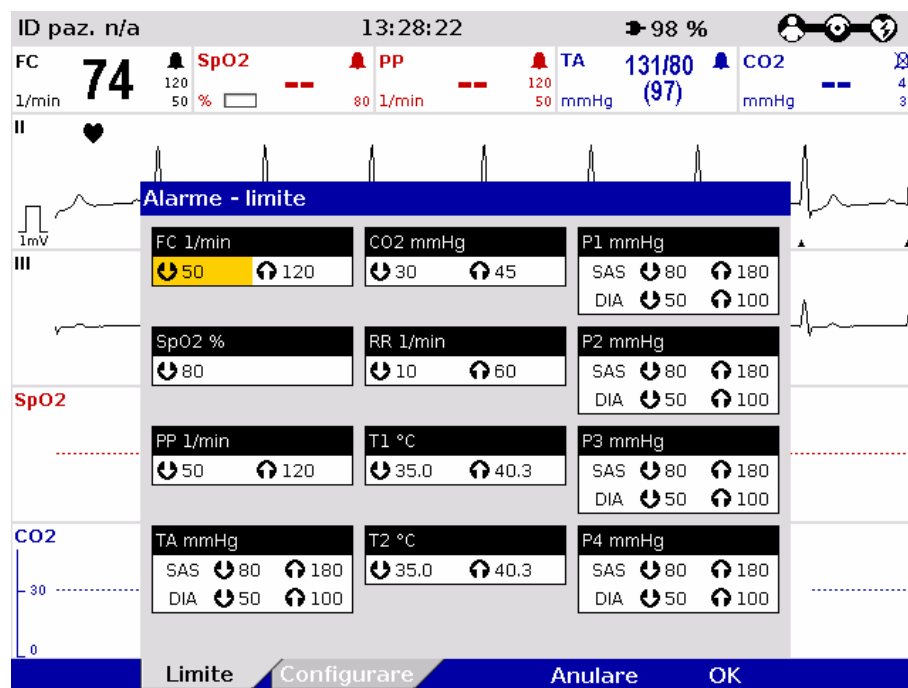 ID paz. n/a 13:28:22 98 %
FC 74 120 50 1/min
SpO2 -- 80 %
PP -- 120 50 1/min
TA 131/80 (97) mmHg
CO2 -- 4 3 mmHg
II
1mV
III
SpO2
CO2
30
0
Alarme - limite
FC 1/min
50 120
CO2 mmHg
30 45
P1 mmHg
SAS 80 180
DIA 50 100
SpO2 %
80
RR 1/min
10 60
P2 mmHg
SAS 80 180
DIA 50 100
PP 1/min
50 120
T1 °C
35.0 40.3
P3 mmHg
SAS 80 180
DIA 50 100
TA mmHg
SAS 80 180
DIA 50 100
T2 °C
35.0 40.3
P4 mmHg
SAS 80 180
DIA 50 100
Limite Configurare Anulare OK